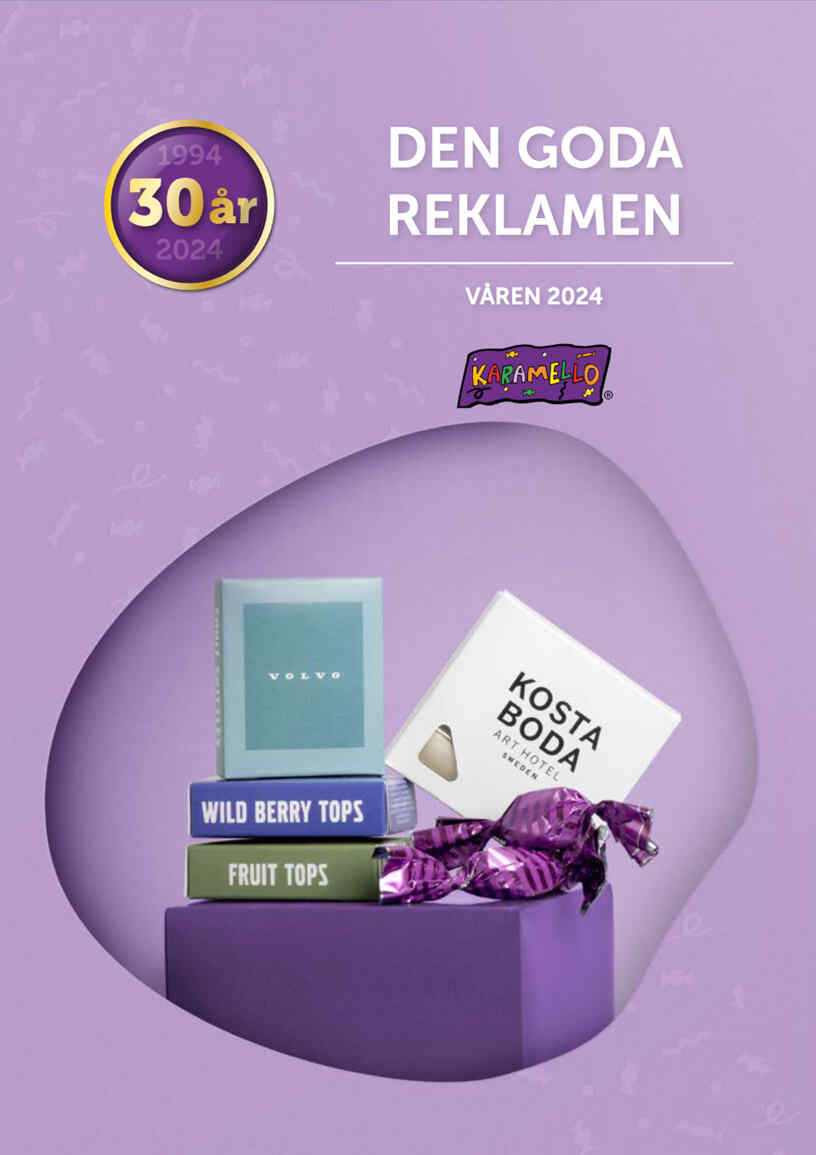 1994
30 år
2024
DEN GODA
REKLAMEN
VÅREN 2024
KARAMELLO®
VOLVO
WILD BERRY TOPS
FRUIT TOPS
KOSTA
BODA
ART HOTEL
SWEDEN